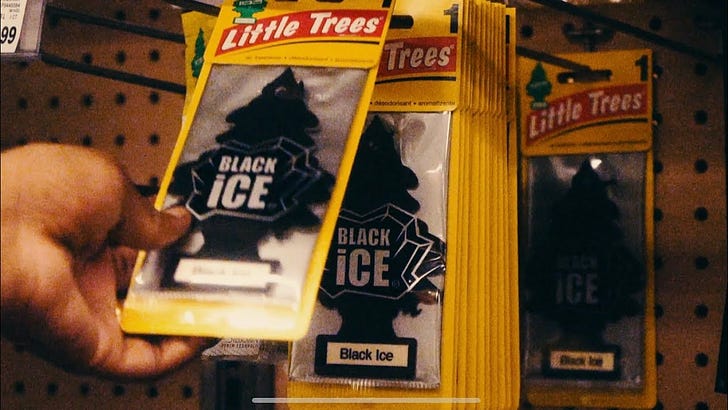 99
Little Trees
BLACK
iCE
Black Ice
Trees
désodorisant
BLACK
iCE
Black Ice
1
Little Trees
BLACK
ICE
Black Ice